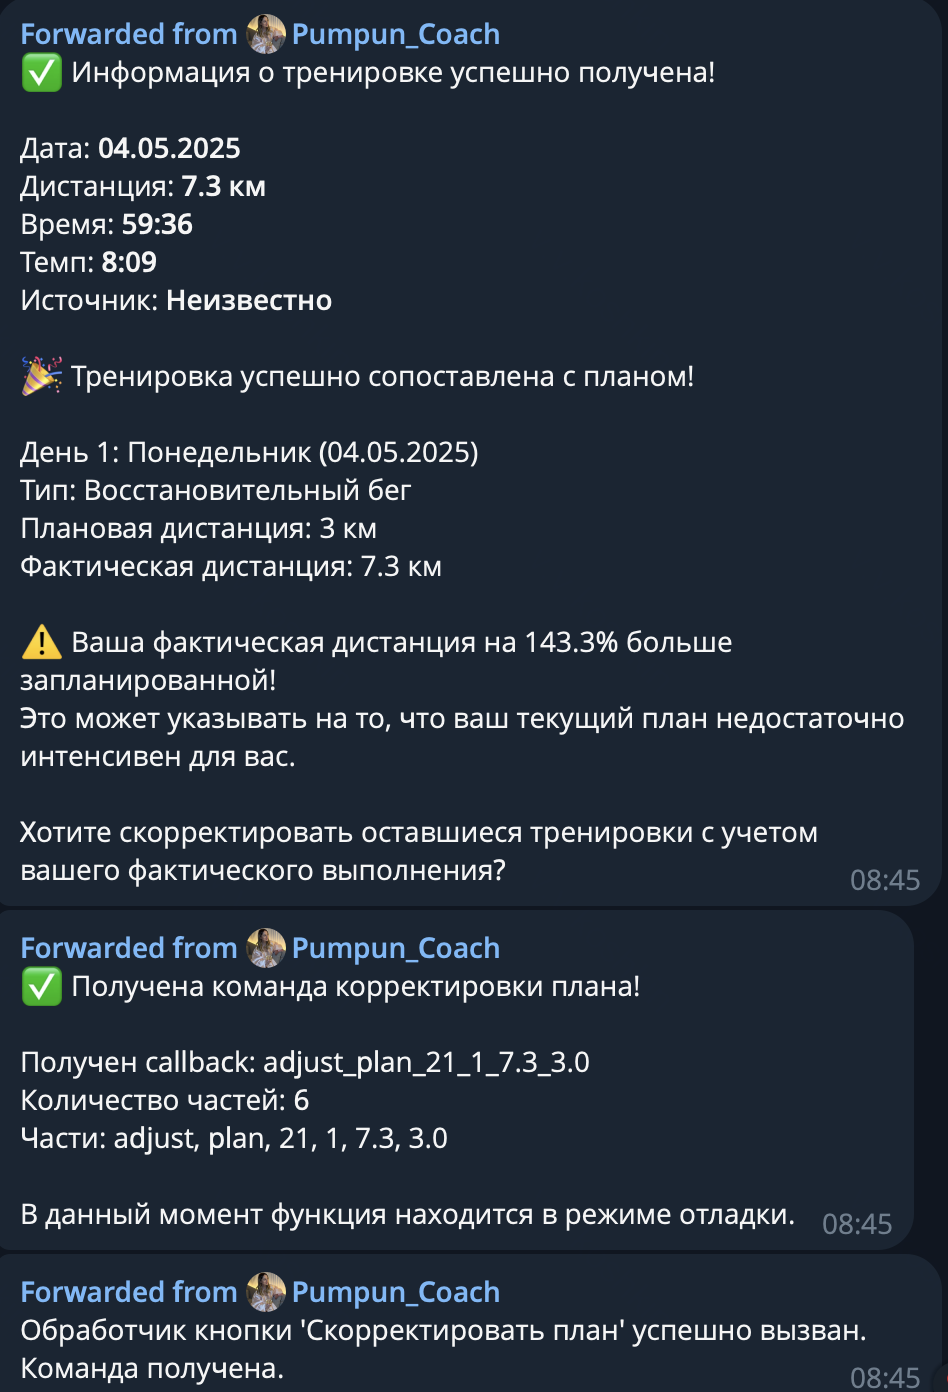 Forwarded from Pumpun_Coach
✅ Информация о тренировке успешно получена!
Дата: 04.05.2025
Дистанция: 7.3 км
Время: 59:36
Темп: 8:09
Источник: Неизвестно
🎉 Тренировка успешно сопоставлена с планом!
День 1: Понедельник (04.05.2025)
Тип: Восстановительный бег
Плановая дистанция: 3 км
Фактическая дистанция: 7.3 км
⚠️ Ваша фактическая дистанция на 143.3% больше
запланированной!
Это может указывать на то, что ваш текущий план недостаточно
интенсивен для вас.
Хотите скорректировать оставшиеся тренировки с учетом
вашего фактического выполнения?
08:45
Forwarded from Pumpun_Coach
✅ Получена команда корректировки плана!
Получен callback: adjust_plan_21_1_7.3_3.0
Количество частей: 6
Части: adjust, plan, 21, 1, 7.3, 3.0
В данный момент функция находится в режиме отладки.
08:45
Forwarded from Pumpun_Coach
Обработчик кнопки 'Скорректировать план' успешно вызван.
Команда получена.
08:45